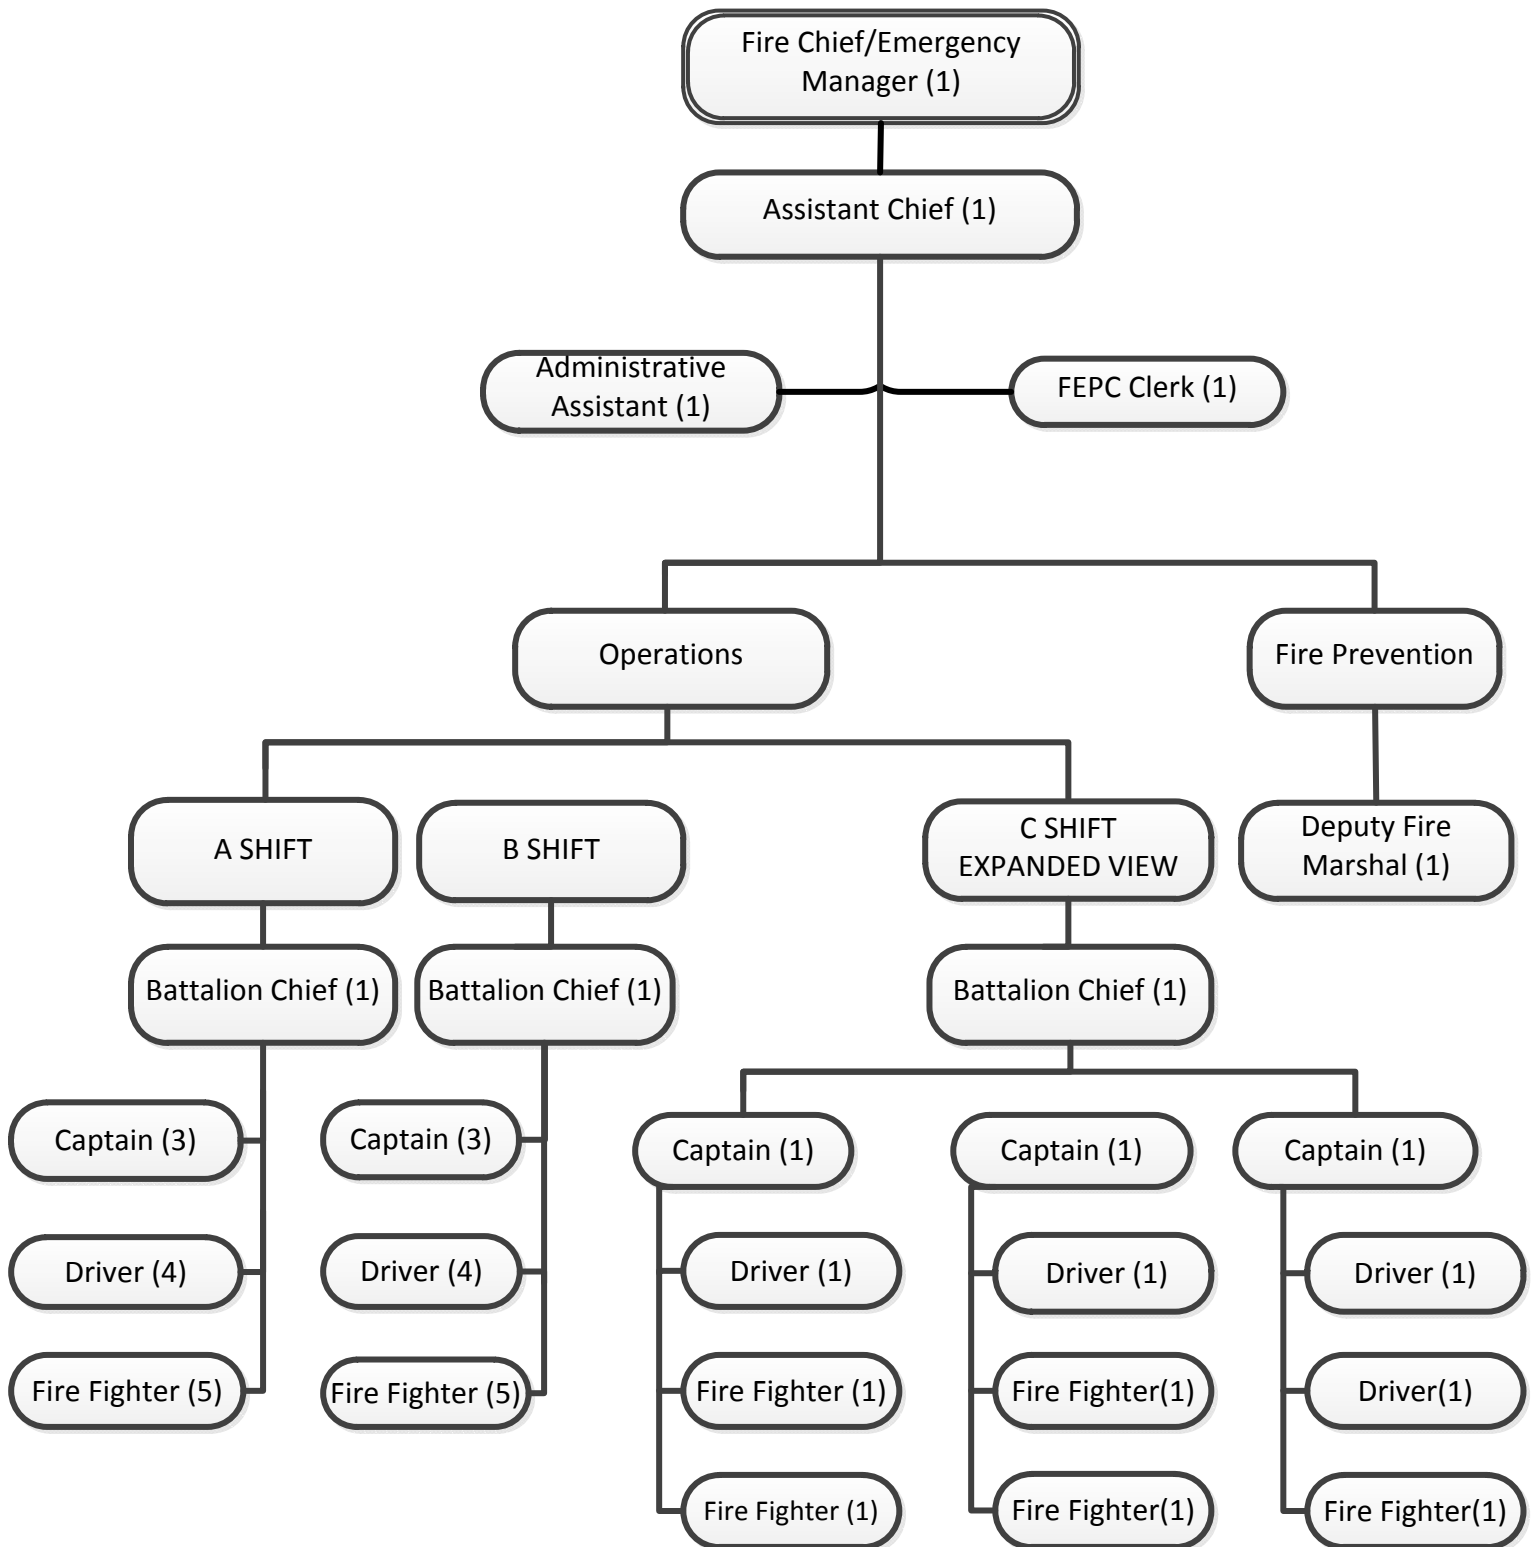 Fire Chief/Emergency
Manager (1)
Assistant Chief (1)
Administrative
Assistant (1)
FEPC Clerk (1)
Operations
Fire Prevention
A SHIFT
B SHIFT
C SHIFT
EXPANDED VIEW
Deputy Fire
Marshal (1)
Battalion Chief (1)
Battalion Chief (1)
Battalion Chief (1)
Captain (3)
Captain (3)
Captain (1)
Captain (1)
Captain (1)
Driver (4)
Driver (4)
Driver (1)
Driver (1)
Driver (1)
Fire Fighter (5)
Fire Fighter (5)
Fire Fighter (1)
Fire Fighter(1)
Driver(1)
Fire Fighter (1)
Fire Fighter(1)
Fire Fighter(1)